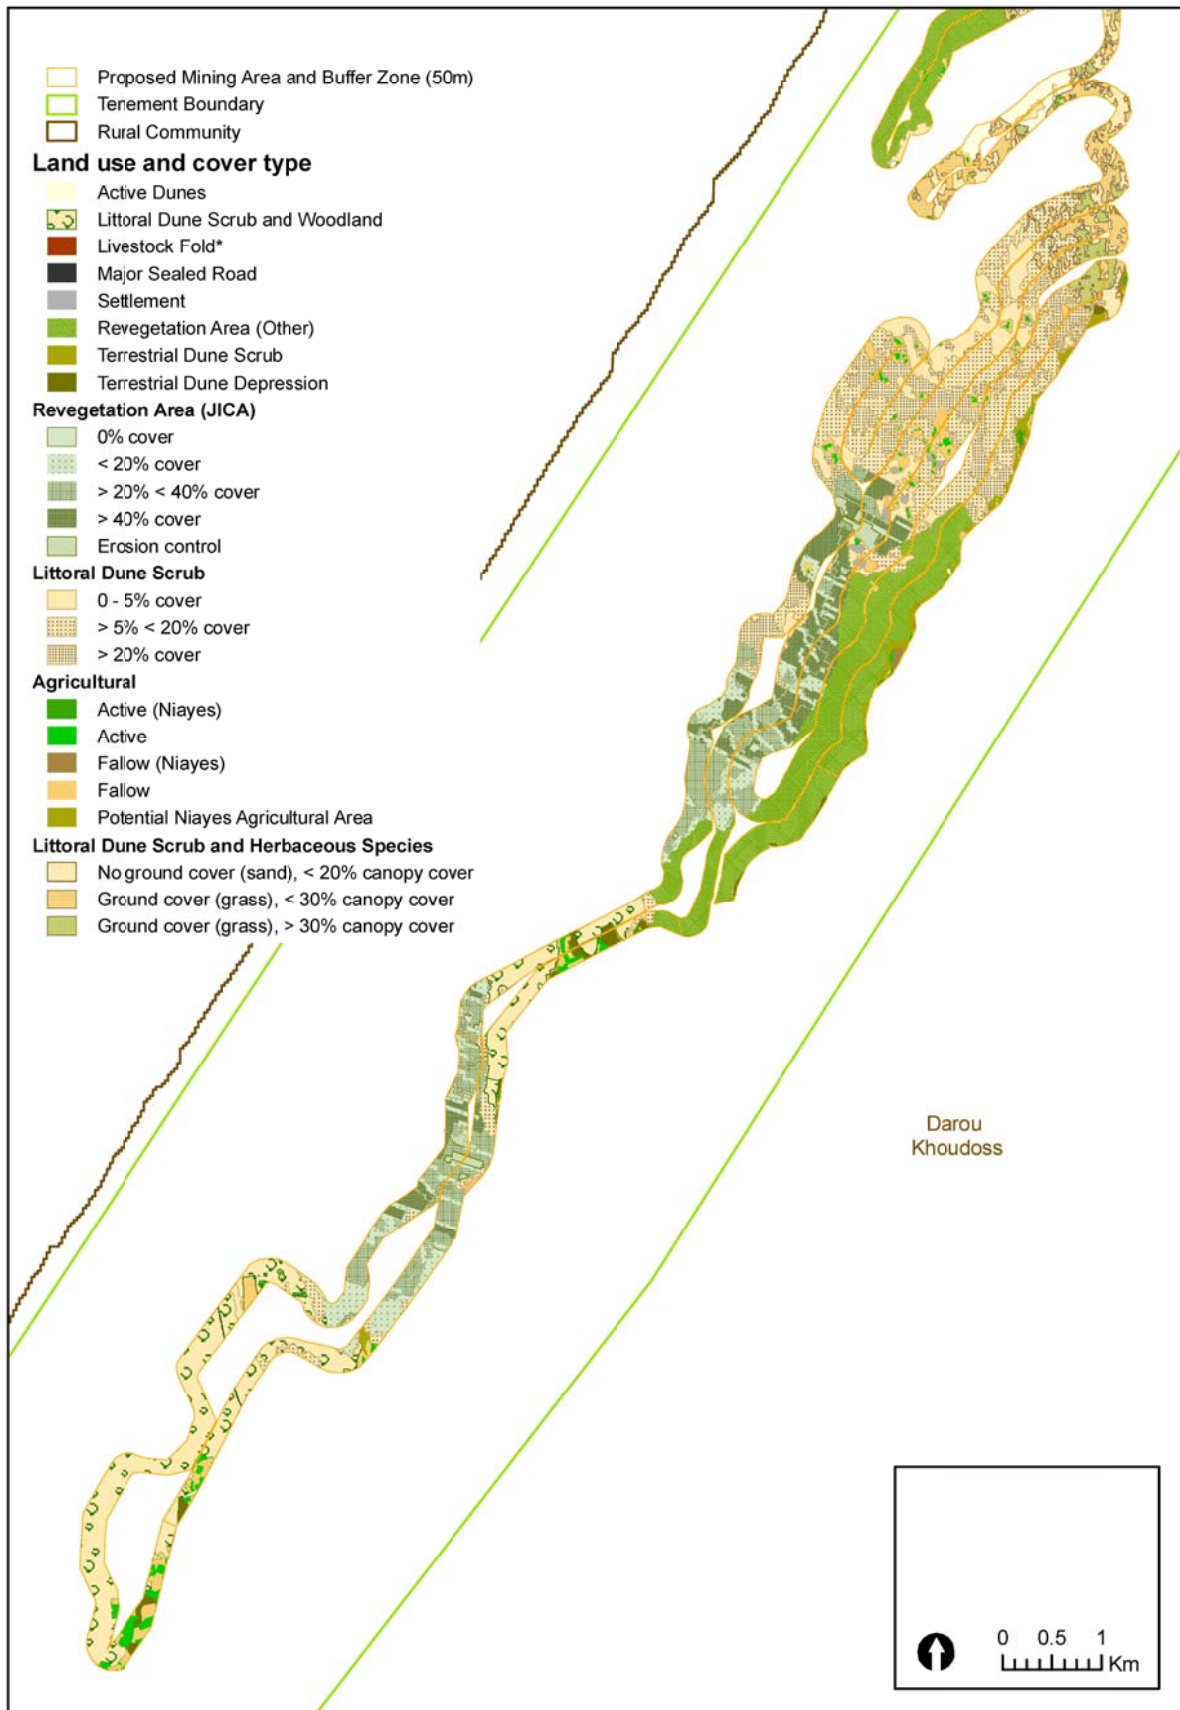 Proposed Mining Area and Buffer Zone (50m)
Tenement Boundary
Rural Community
Land use and cover type
Active Dunes
Littoral Dune Scrub and Woodland
Livestock Fold*
Major Sealed Road
Settlement
Revegetation Area (Other)
Terrestrial Dune Scrub
Terrestrial Dune Depression
Revegetation Area (JICA)
0% cover
< 20% cover
> 20% < 40% cover
> 40% cover
Erosion control
Littoral Dune Scrub
0 - 5% cover
> 5% < 20% cover
> 20% cover
Agricultural
Active (Niayes)
Active
Fallow (Niayes)
Fallow
Potential Niayes Agricultural Area
Littoral Dune Scrub and Herbaceous Species
No ground cover (sand), < 20% canopy cover
Ground cover (grass), < 30% canopy cover
Ground cover (grass), > 30% canopy cover
Darou
Khoudoss
0 0.5 1
Km